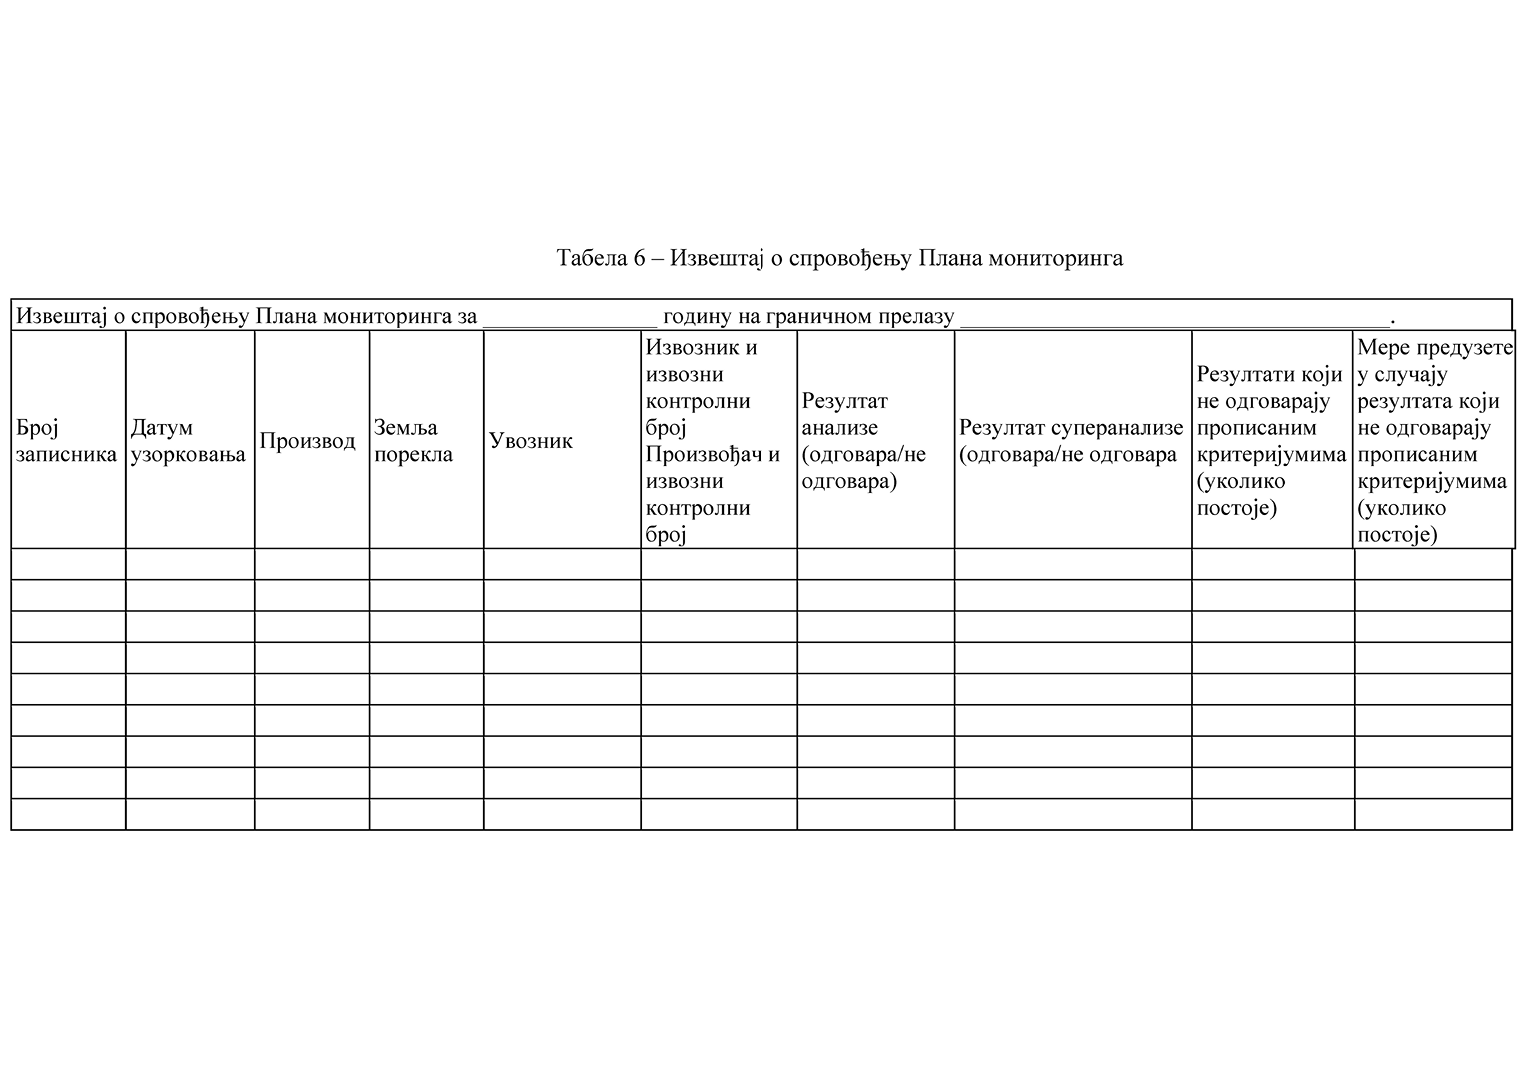 Табела 6 – Извештај о спровођењу Плана мониторинга
Извештај о спровођењу Плана мониторинга за ________________ годину на граничном прелазу ________________________________________.
Број
записника
Датум
узорковања
Производ
Земља
порекла
Увозник
Извозник и
извозни
контролни
број
Произвођач и
извозни
контролни
број
Резултат
анализе
(одговара/не
одговара)
Резултат суперанализе
(одговара/не одговара
Резултати који
не одговарају
прописаним
критеријумима
(уколико
постоје)
Мере предузете
у случају
резултата који
не одговарају
прописаним
критеријумима
(уколико
постоје)